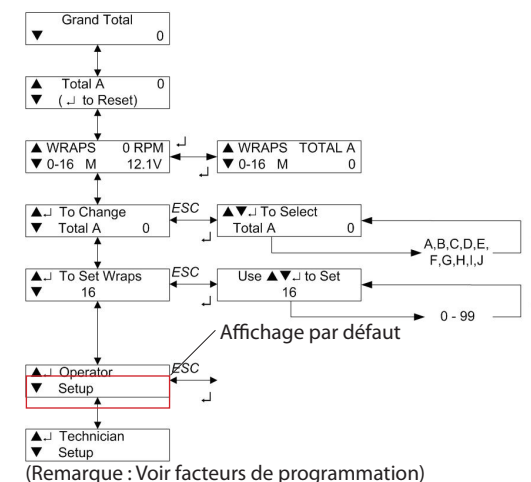 Grand Total
▼ 0
▲ Total A 0
▼ (↵ to Reset)
▲ WRAPS 0 RPM
▼ 0-16 M 12.1V
↵
↵
▲ WRAPS TOTAL A
▼ 0-16 M 0
▲↵ To Change
▼ Total A 0
ESC
↵
▲▼↵ To Select
Total A 0
A,B,C,D,E,
F,G,H,I,J
▲↵ To Set Wraps
▼ 16
ESC
↵
Use ▲▼↵ to Set
16
0 - 99
Affichage par défaut
▲↵ Operator
▼ Setup
ESC
↵
▲↵ Technician
▼ Setup
(Remarque : Voir facteurs de programmation)